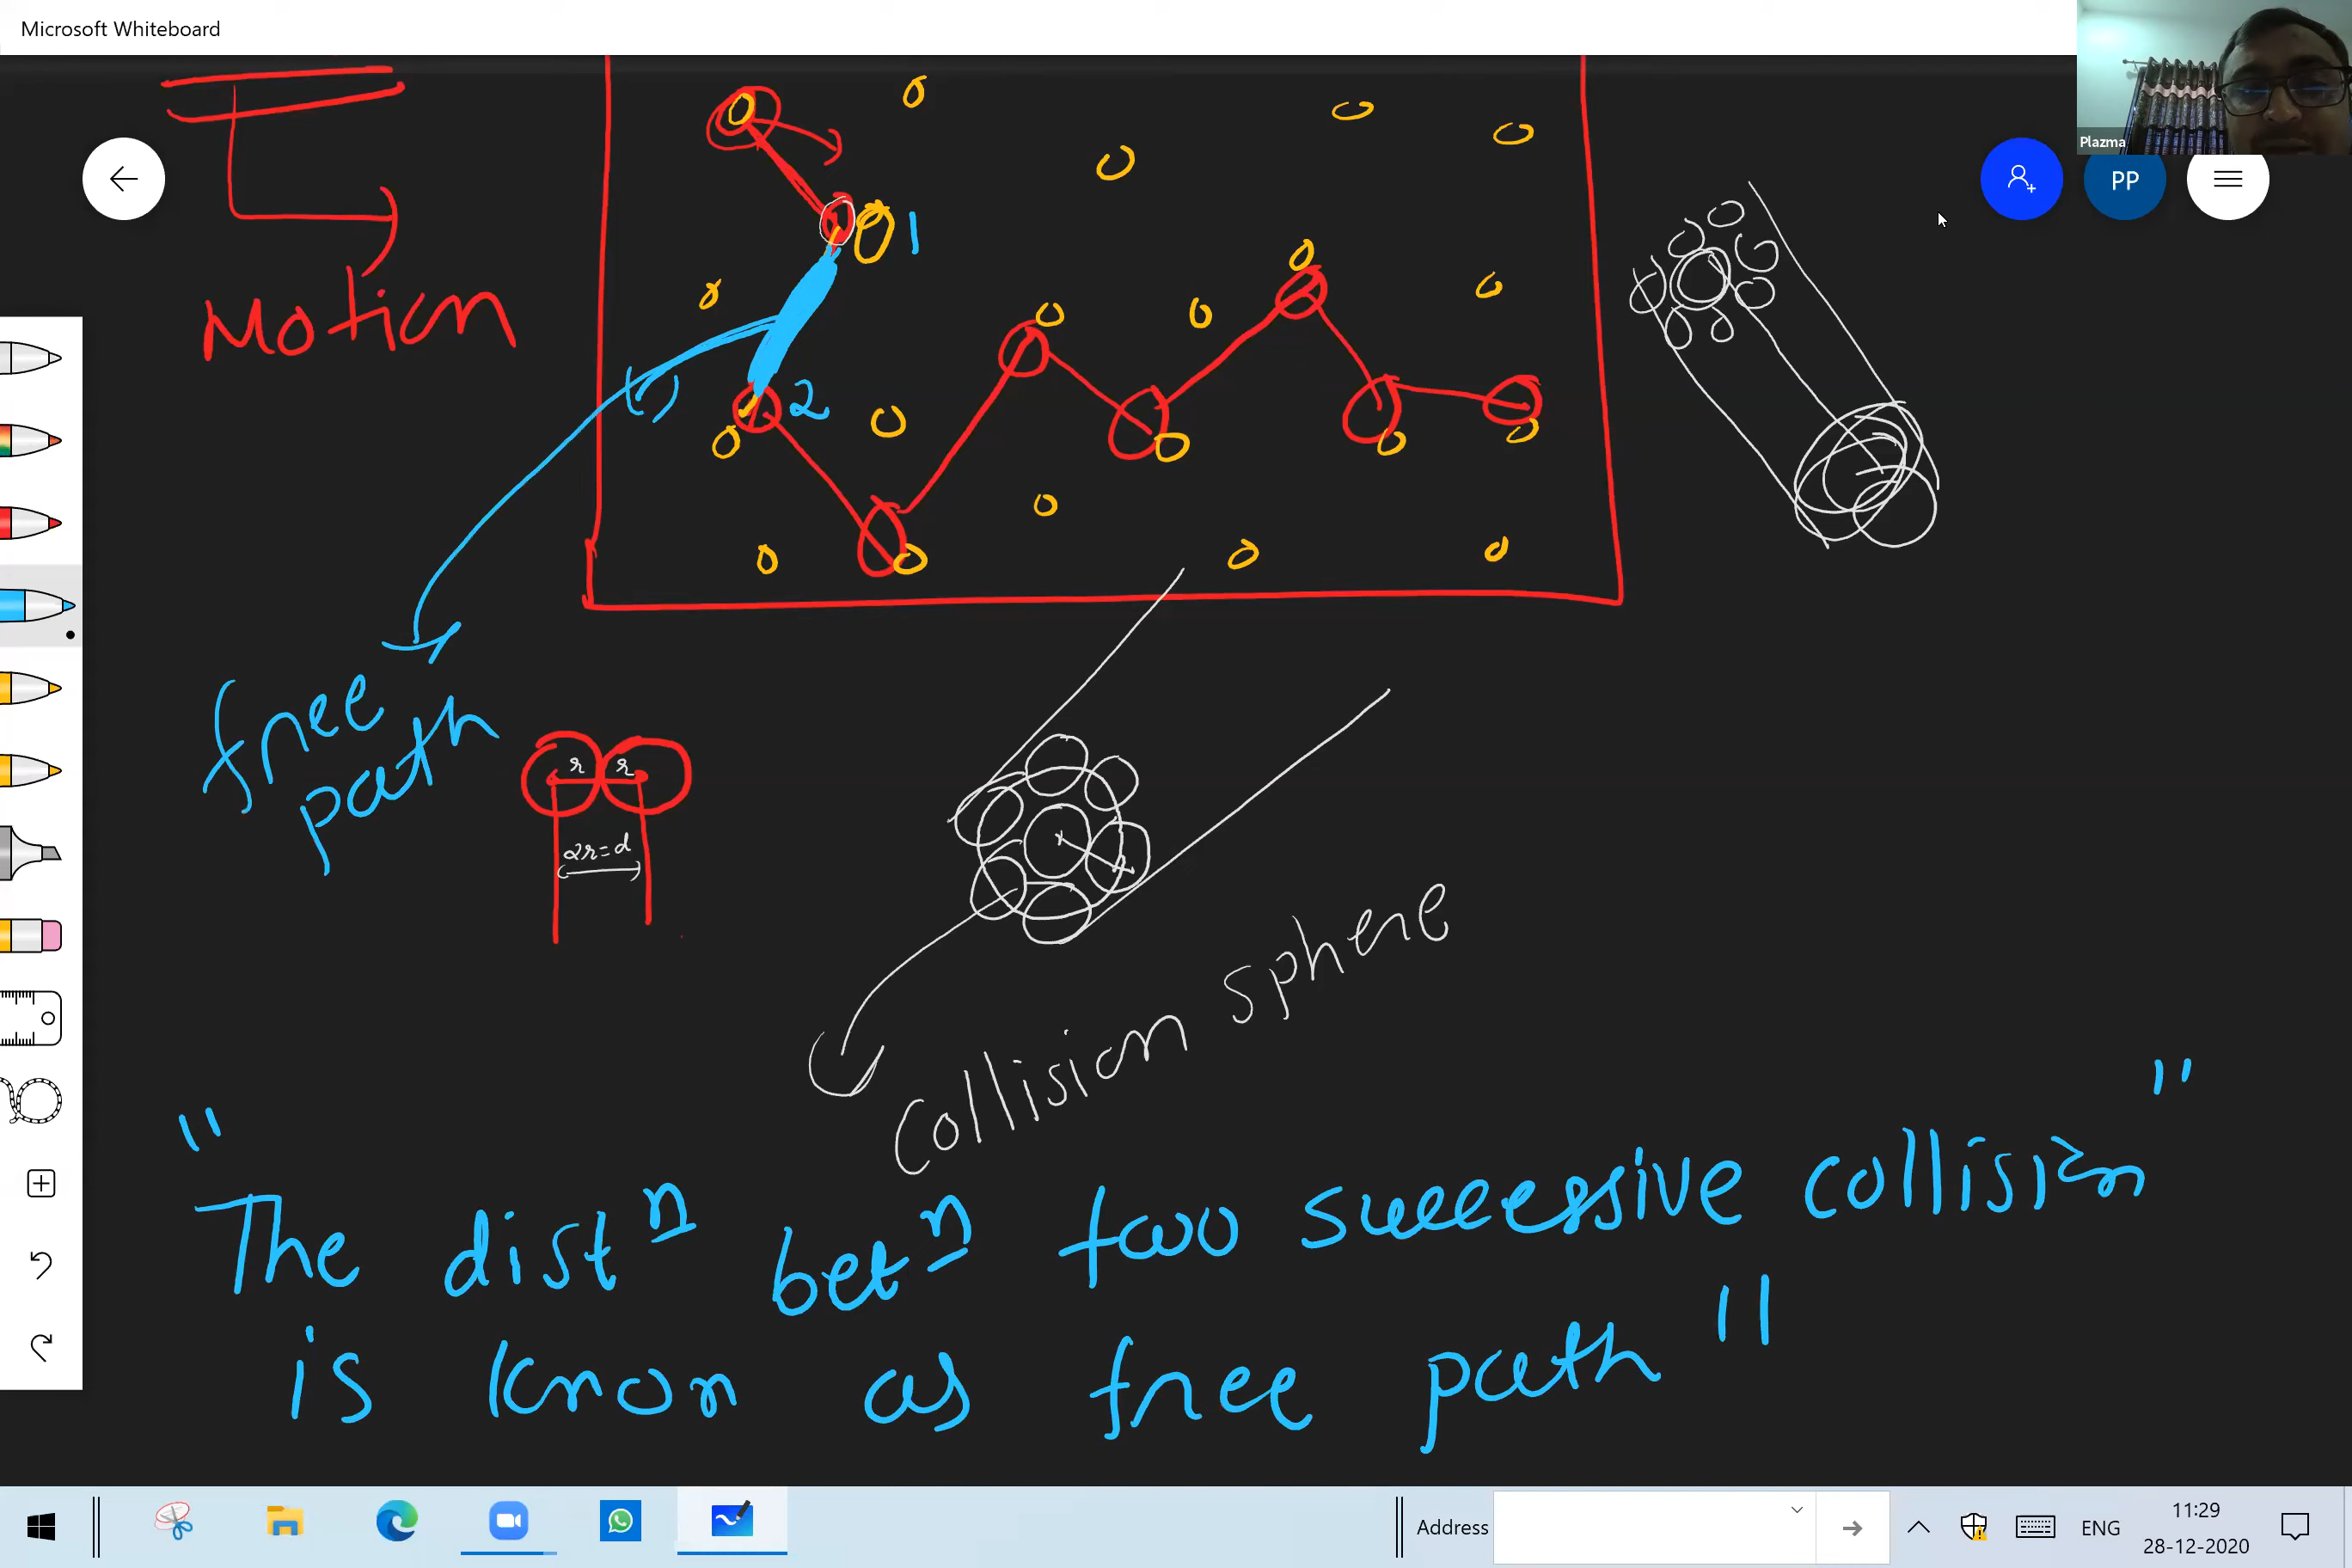 Microsoft Whiteboard
Plazma
PP
Motion
1
2
free
path
r r
2r=d
Collision sphere
"The distⁿ betⁿ two successive collision"
is known as free path"
Address
ENG
11:29
28-12-2020